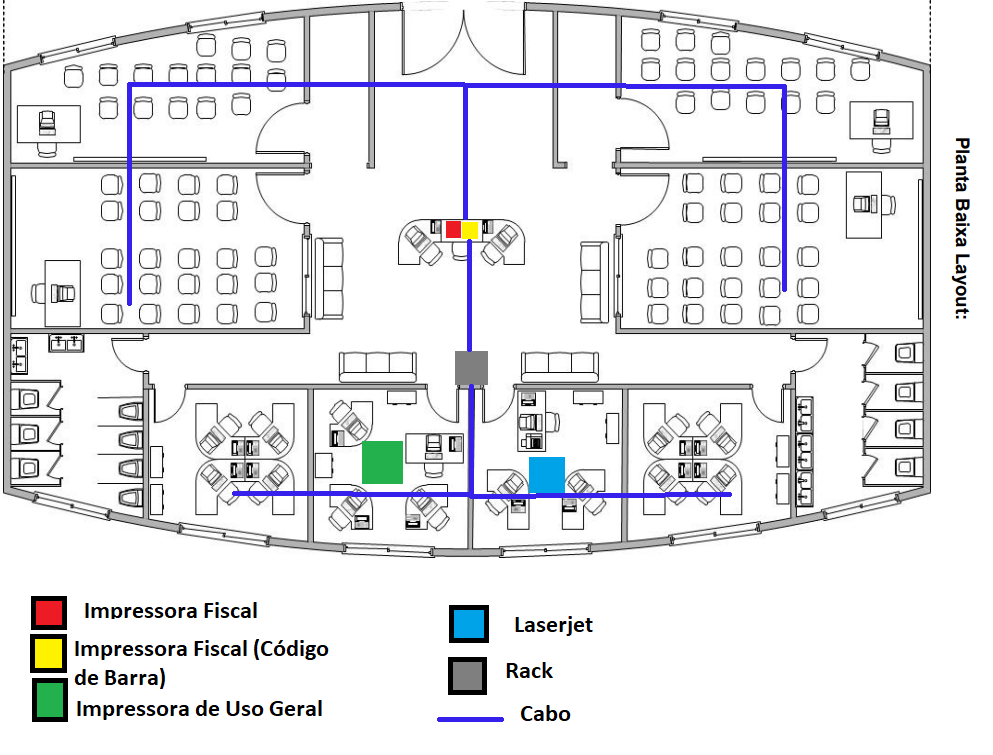 Planta Baixa Layout:
Impressora Fiscal
Impressora Fiscal (Código
de Barra)
Impressora de Uso Geral
Laserjet
Rack
Cabo